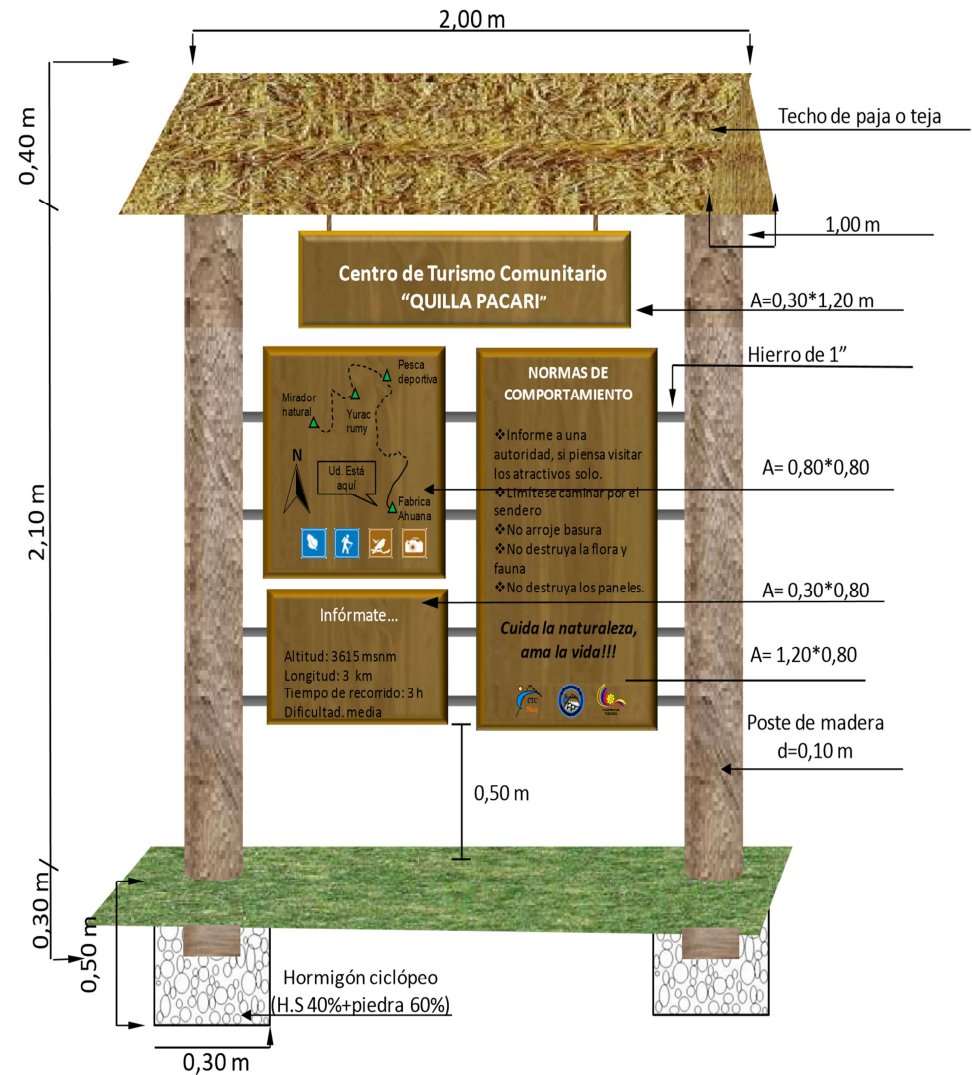 2,00 m
0,40 m
Techo de paja o teja
1,00 m
Centro de Turismo Comunitario
“QUILLA PACARI”
A=0,30*1,20 m
Hierro de 1”
Pesca
deportiva
Mirador
natural
Yurac
rumy
N
Ud. Está
aquí
Fabrica
Ahuana
NORMAS DE
COMPORTAMIENTO
❖Informe a una
autoridad, si piensa visitar
los atractivos solo.
❖Limítese caminar por el
sendero
❖No arroje basura
❖No destruya la flora y
fauna
❖No destruya los paneles.
Cuida la naturaleza,
ama la vida!!!
CTC
A= 0,80*0,80
2,10 m
A= 0,30*0,80
Infórmate...
Altitud: 3615 msnm
Longitud: 3 km
Tiempo de recorrido: 3 h
Dificultad. media
A= 1,20*0,80
Poste de madera
d=0,10 m
0,50 m
0,30 m
0,50 m
Hormigón ciclópeo
(H.S 40%+piedra 60%)
0,30 m